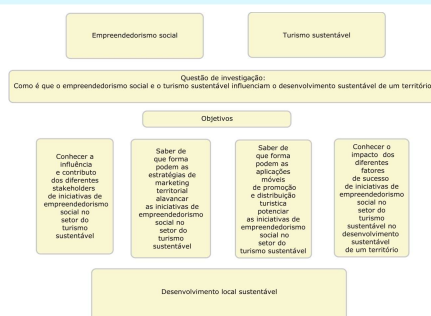 Empreendedorismo social
Turismo sustentável
Questão de investigação:
Como é que o empreendedorismo social e o turismo sustentável influenciam o desenvolvimento sustentável de um território
Objetivos
Conhecer a
influência
e contributo
dos diferentes
stakeholders
de iniciativas de
empreendedorismo
social no
setor do
turismo
sustentável
Saber de
que forma
podem as
estratégias de
marketing
territorial
alavancar
as iniciativas de
empreendedorismo
social no
setor do
turismo
sustentável
Saber de
que forma
podem as
aplicações
móveis
de promoção
e distribuição
turistica
potenciar
as iniciativas de
empreendedorismo
social no
setor do
turismo sustentável
Conhecer o
impacto dos
diferentes
fatores
de sucesso
de iniciativas de
empreendedorismo
social no
setor do
turismo
sustentável no
desenvolvimento
sustentável
de um território
Desenvolvimento local sustentável